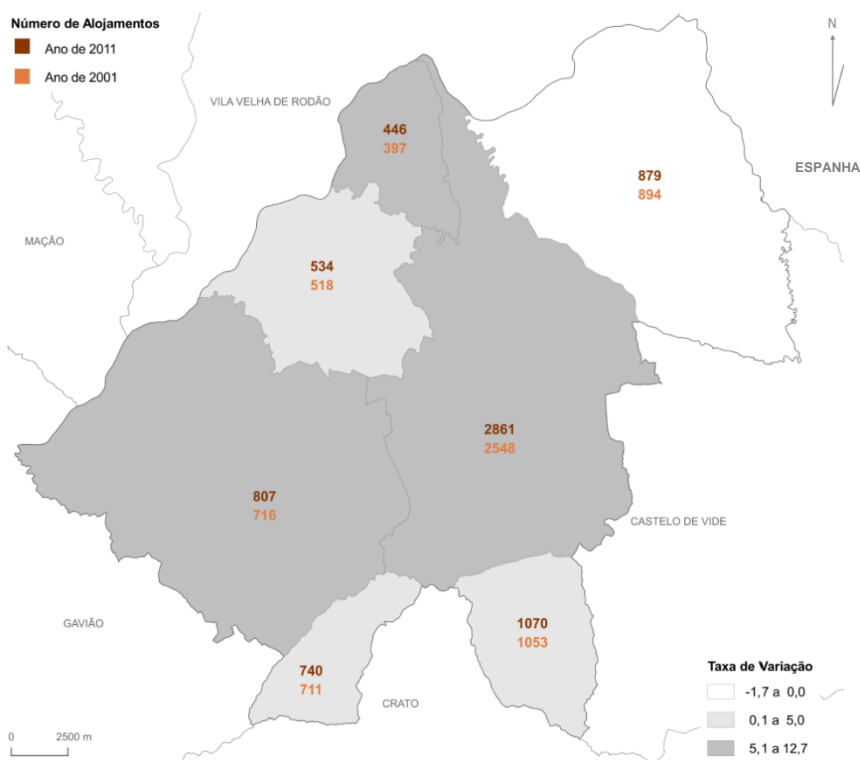 Número de Alojamentos
Ano de 2011
Ano de 2001
N
VILA VELHA DE RODÃO
446
397
879
894
ESPANHA
MAÇÃO
534
518
2861
2548
807
716
CASTELO DE VIDE
GAVIÃO
1070
1053
740
711
CRATO
Taxa de Variação
-1,7 a 0,0
0,1 a 5,0
5,1 a 12,7
0 2500 m